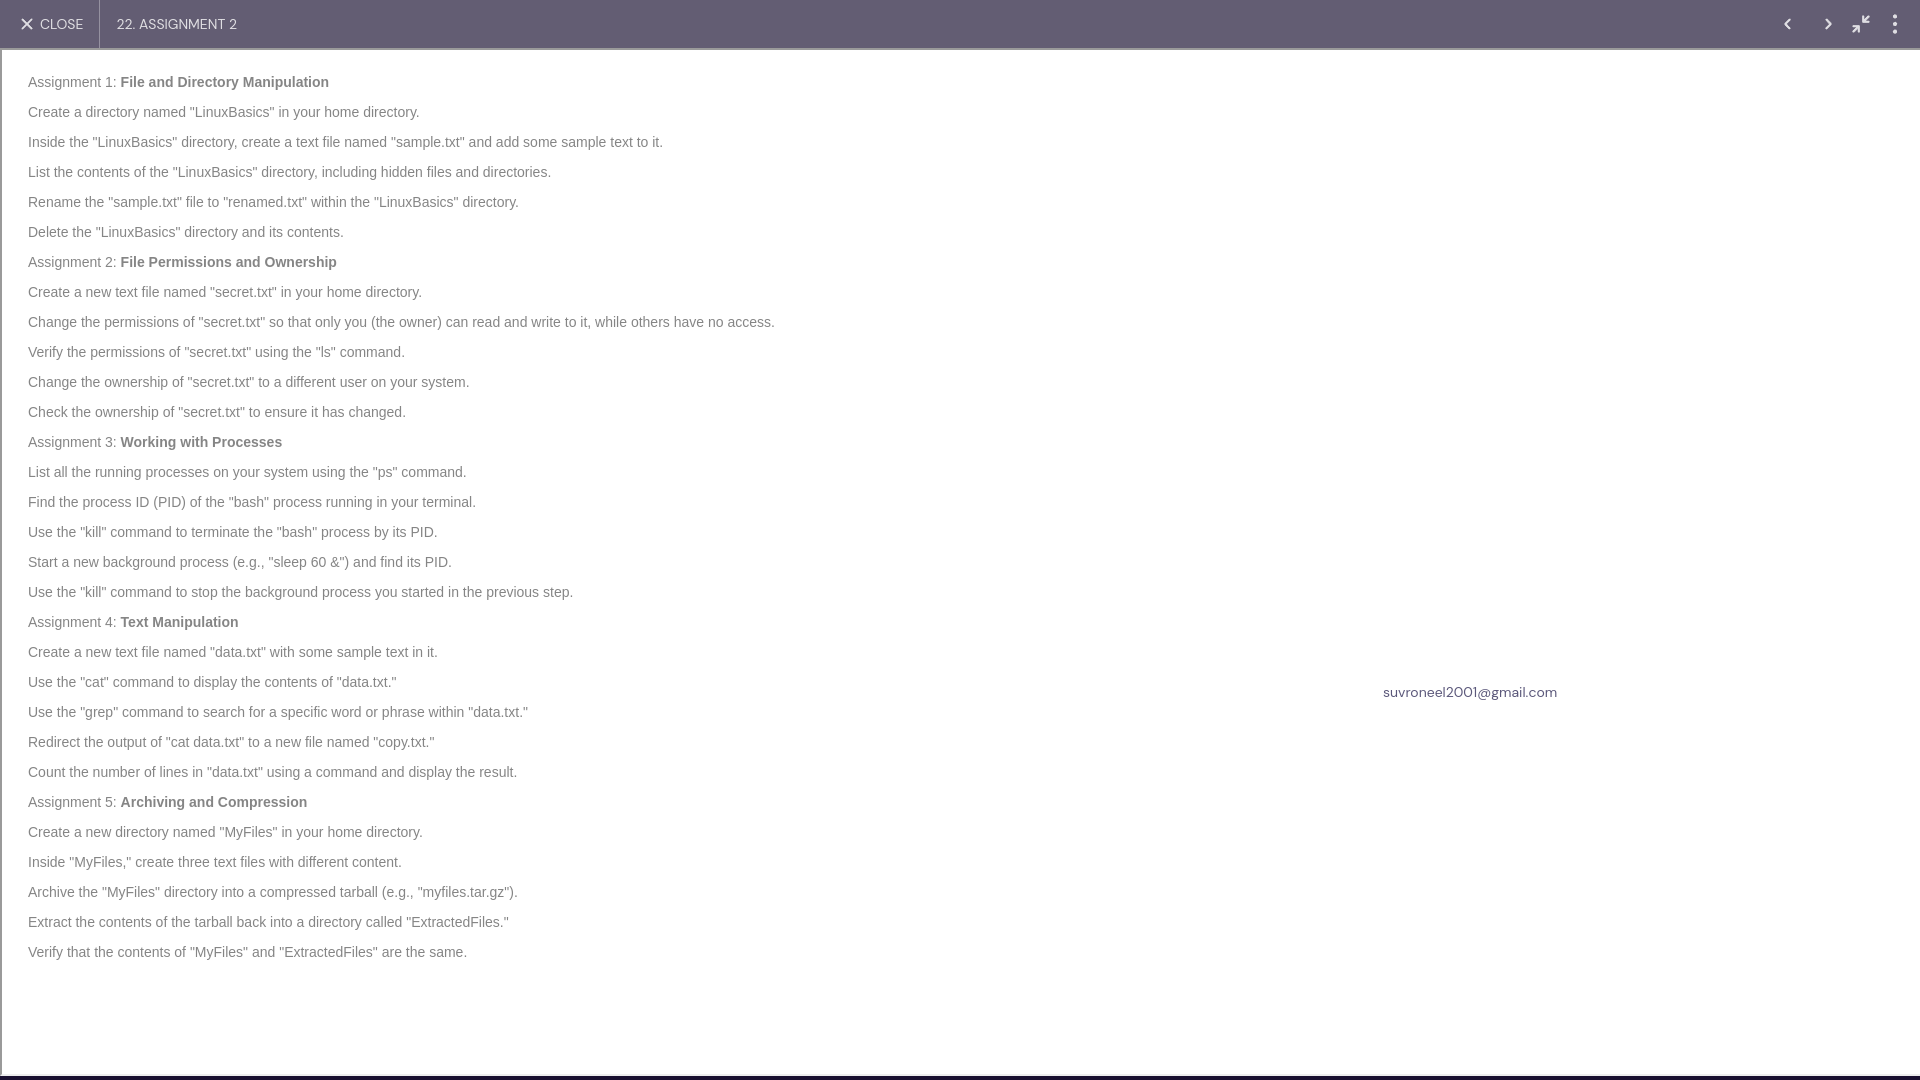 CLOSE
22. ASSIGNMENT 2
Assignment 1: File and Directory Manipulation
Create a directory named "LinuxBasics" in your home directory.
Inside the "LinuxBasics" directory, create a text file named "sample.txt" and add some sample text to it.
List the contents of the "LinuxBasics" directory, including hidden files and directories.
Rename the "sample.txt" file to "renamed.txt" within the "LinuxBasics" directory.
Delete the "LinuxBasics" directory and its contents.
Assignment 2: File Permissions and Ownership
Create a new text file named "secret.txt" in your home directory.
Change the permissions of "secret.txt" so that only you (the owner) can read and write to it, while others have no access.
Verify the permissions of "secret.txt" using the "ls" command.
Change the ownership of "secret.txt" to a different user on your system.
Check the ownership of "secret.txt" to ensure it has changed.
Assignment 3: Working with Processes
List all the running processes on your system using the "ps" command.
Find the process ID (PID) of the "bash" process running in your terminal.
Use the "kill" command to terminate the "bash" process by its PID.
Start a new background process (e.g., "sleep 60 &") and find its PID.
Use the "kill" command to stop the background process you started in the previous step.
Assignment 4: Text Manipulation
Create a new text file named "data.txt" with some sample text in it.
Use the "cat" command to display the contents of "data.txt."
suvroneel2001@gmail.com
Use the "grep" command to search for a specific word or phrase within "data.txt."
Redirect the output of "cat data.txt" to a new file named "copy.txt."
Count the number of lines in "data.txt" using a command and display the result.
Assignment 5: Archiving and Compression
Create a new directory named "MyFiles" in your home directory.
Inside "MyFiles," create three text files with different content.
Archive the "MyFiles" directory into a compressed tarball (e.g., "myfiles.tar.gz").
Extract the contents of the tarball back into a directory called "ExtractedFiles."
Verify that the contents of "MyFiles" and "ExtractedFiles" are the same.